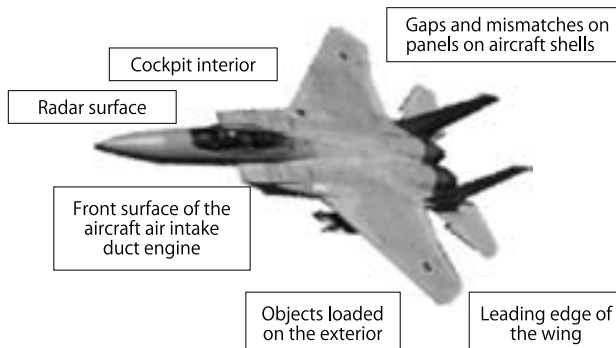 Gaps and mismatches on
panels on aircraft shells
Cockpit interior
Radar surface
Front surface of the
aircraft air intake
duct engine
Objects loaded
on the exterior
Leading edge of
the wing